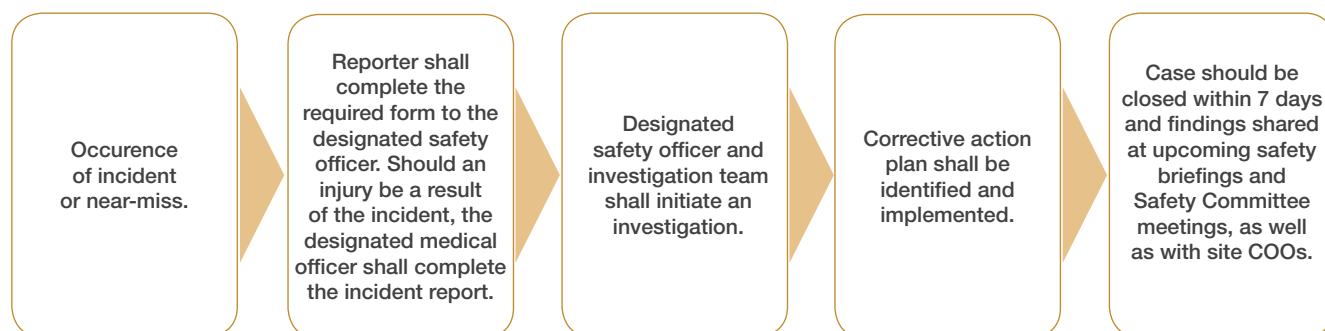 Occurence
of incident
or near-miss.
Reporter shall
complete the
required form to the
designated safety
officer. Should an
injury be a result
of the incident, the
designated medical
officer shall complete
the incident report.
Designated
safety officer and
investigation team
shall initiate an
investigation.
Corrective action
plan shall be
identified and
implemented.
Case should be
closed within 7 days
and findings shared
at upcoming safety
briefings and
Safety Committee
meetings, as well
as with site COOs.